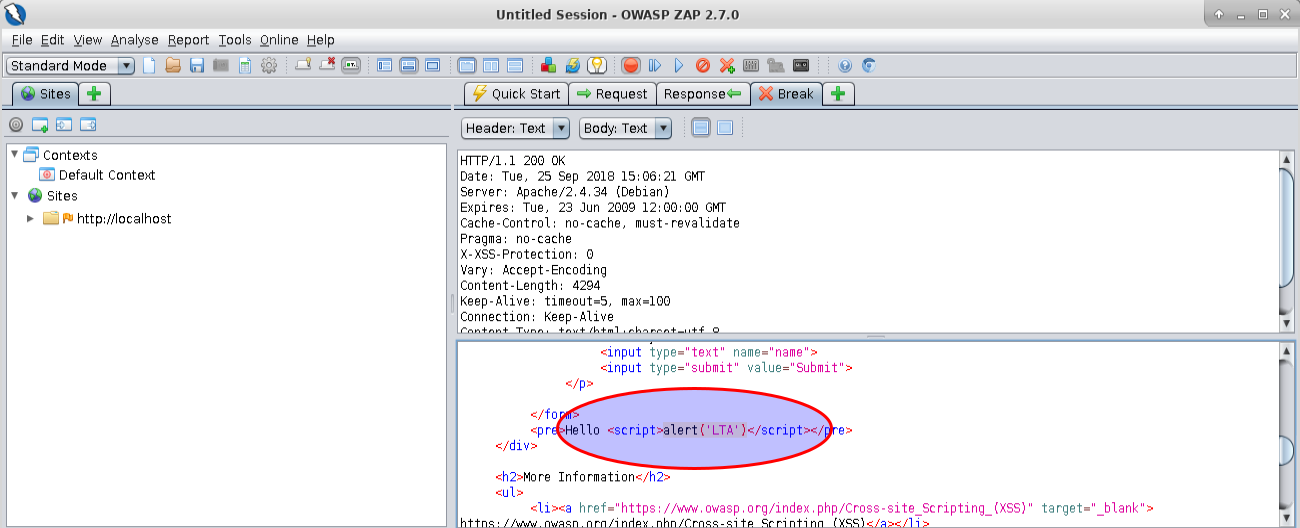 Untitled Session - OWASP ZAP 2.7.0
File Edit View Analyse Report Tools Online Help
Standard Mode
Sites
Quick Start Request Response Break
Header: Text Body: Text
Contexts
Default Context
Sites
http://localhost
HTTP/1.1 200 OK
Date: Tue, 25 Sep 2018 15:06:21 GMT
Server: Apache/2.4.34 (Debian)
Expires: Tue, 23 Jun 2009 12:00:00 GMT
Cache-Control: no-cache, must-revalidate
Pragma: no-cache
X-XSS-Protection: 0
Vary: Accept-Encoding
Content-Length: 4294
Keep-Alive: timeout=5, max=100
Connection: Keep-Alive
Content-Type: text/html;charset=utf-8
<input type="text" name="name">
<input type="submit" value="Submit">
</p>
</form>
<pre>Hello <script>alert('LTA')</script></pre>
</div>
<h2>More Information</h2>
<ul>
<li><a href="https://www.owasp.org/index.php/Cross-site_Scripting_(XSS)" target="_blank">
https://www.owasp.org/index.php/Cross-site_Scripting_(XSS)</a></li>